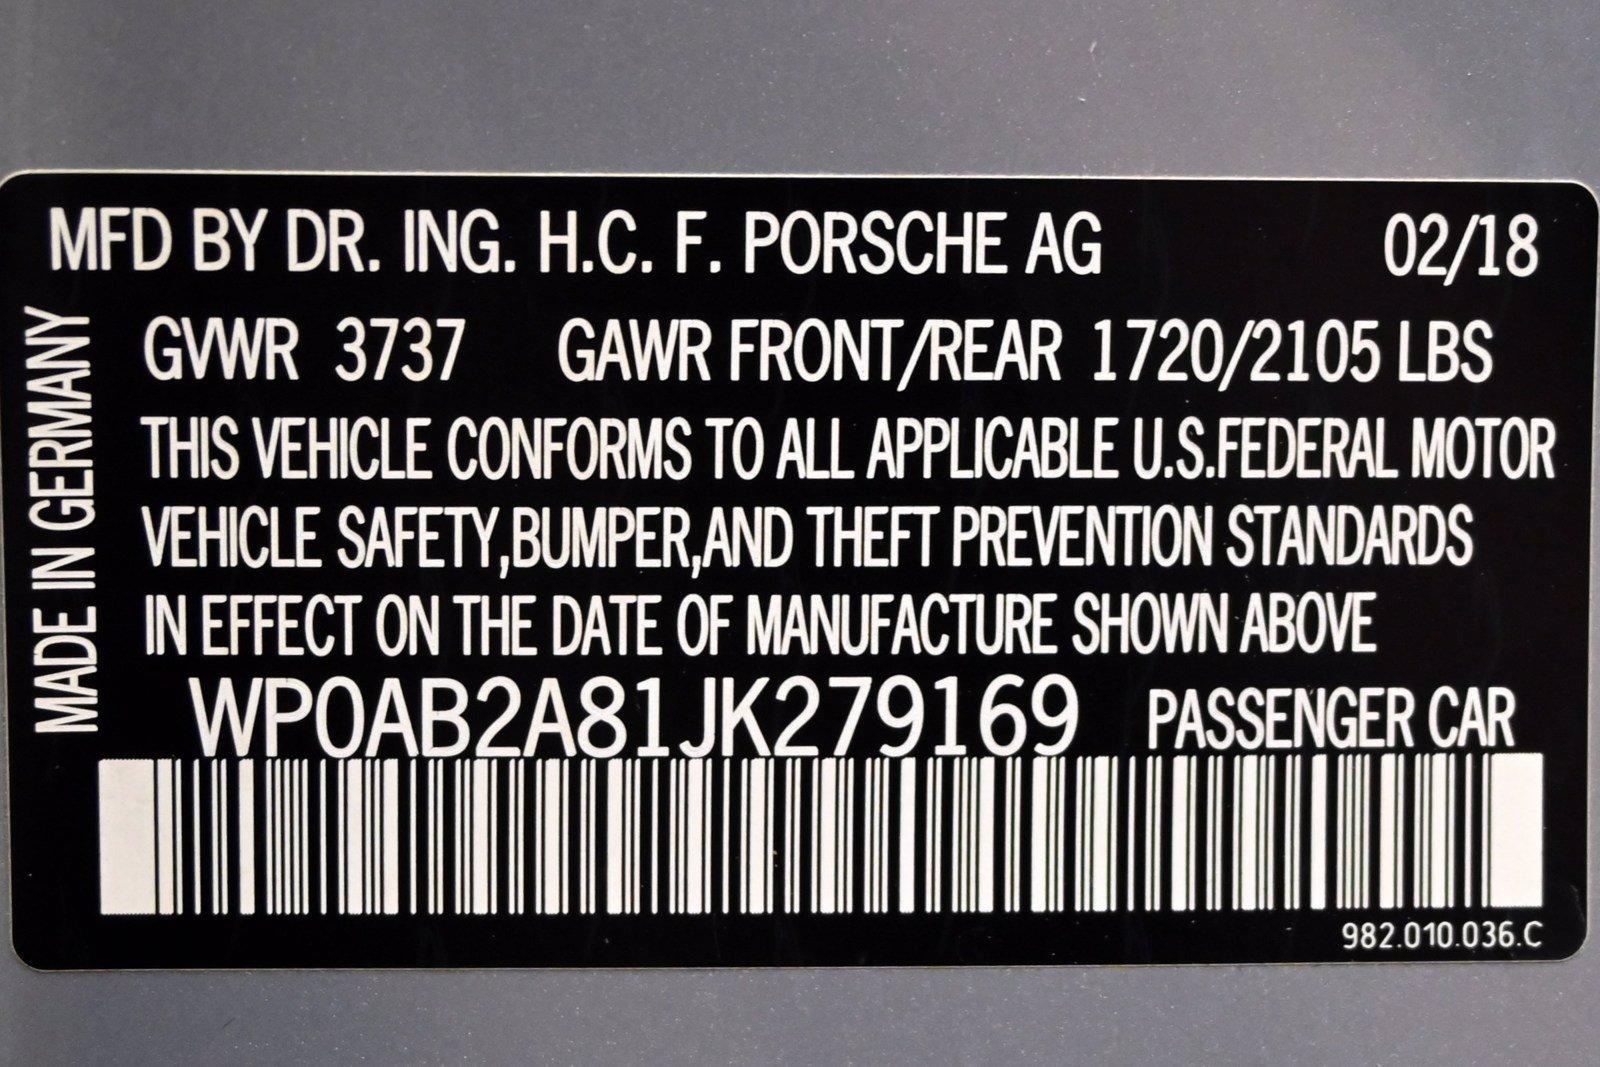 MFD BY DR. ING. H.C. F. PORSCHE AG 02/18
GVWR 3737 GAWR FRONT/REAR 1720/2105 LBS
THIS VEHICLE CONFORMS TO ALL APPLICABLE U.S.FEDERAL MOTOR
VEHICLE SAFETY,BUMPER,AND THEFT PREVENTION STANDARDS
IN EFFECT ON THE DATE OF MANUFACTURE SHOWN ABOVE
WP0AB2A81JK279169 PASSENGER CAR
982.010.036.C
MADE IN GERMANY